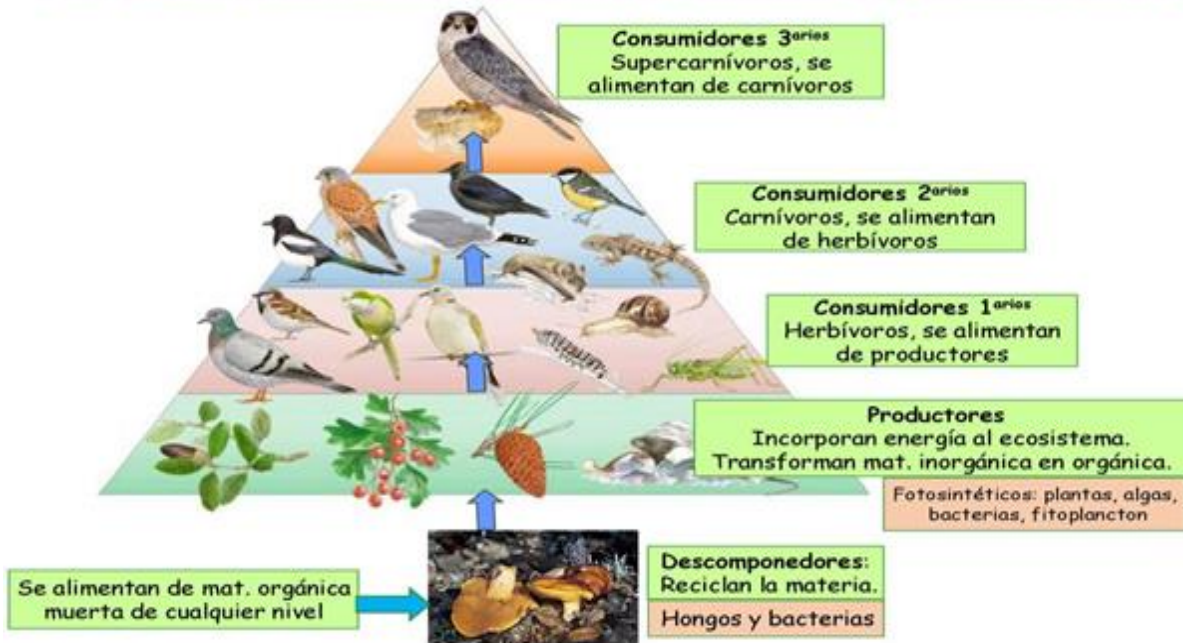 Consumidores 3arios
Supercarnívoros, se
alimentan de carnívoros
Consumidores 2arios
Carnívoros, se alimentan
de herbívoros
Consumidores 1arios
Herbívoros, se alimentan
de productores
Productores
Incorporan energía al ecosistema.
Transforman mat. inorgánica en orgánica.
Fotosintéticos: plantas, algas,
bacterias, fitoplancton
Se alimentan de mat. orgánica
muerta de cualquier nivel
Descomponedores:
Reciclan la materia.
Hongos y bacterias